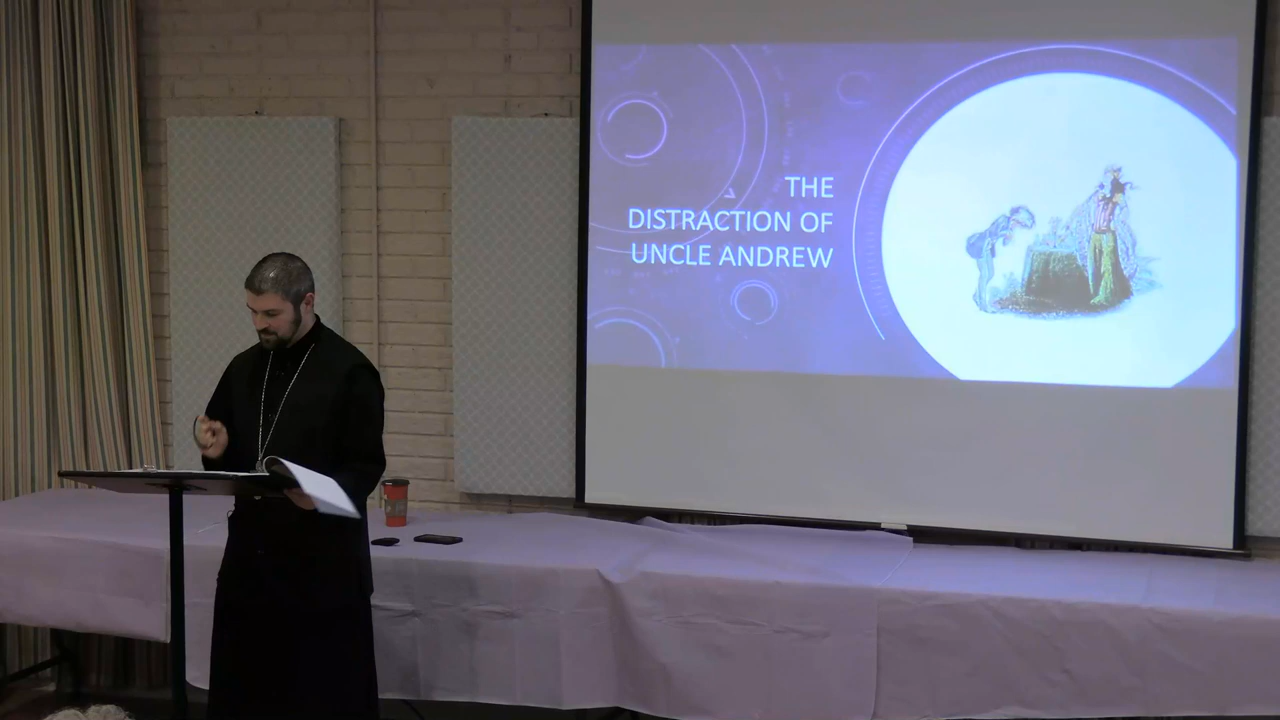 THE
DISTRACTION OF
UNCLE ANDREW